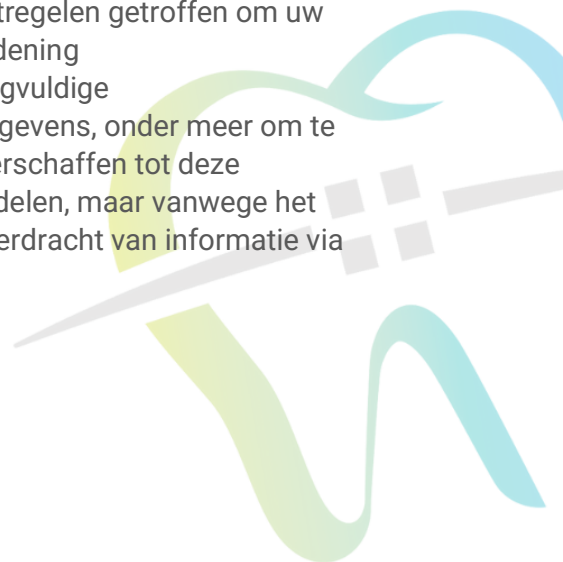 tregelen getroffen om uw
dening
gvuldige
gevens, onder meer om te
erschaffen tot deze
delen, maar vanwege het
erdracht van informatie via